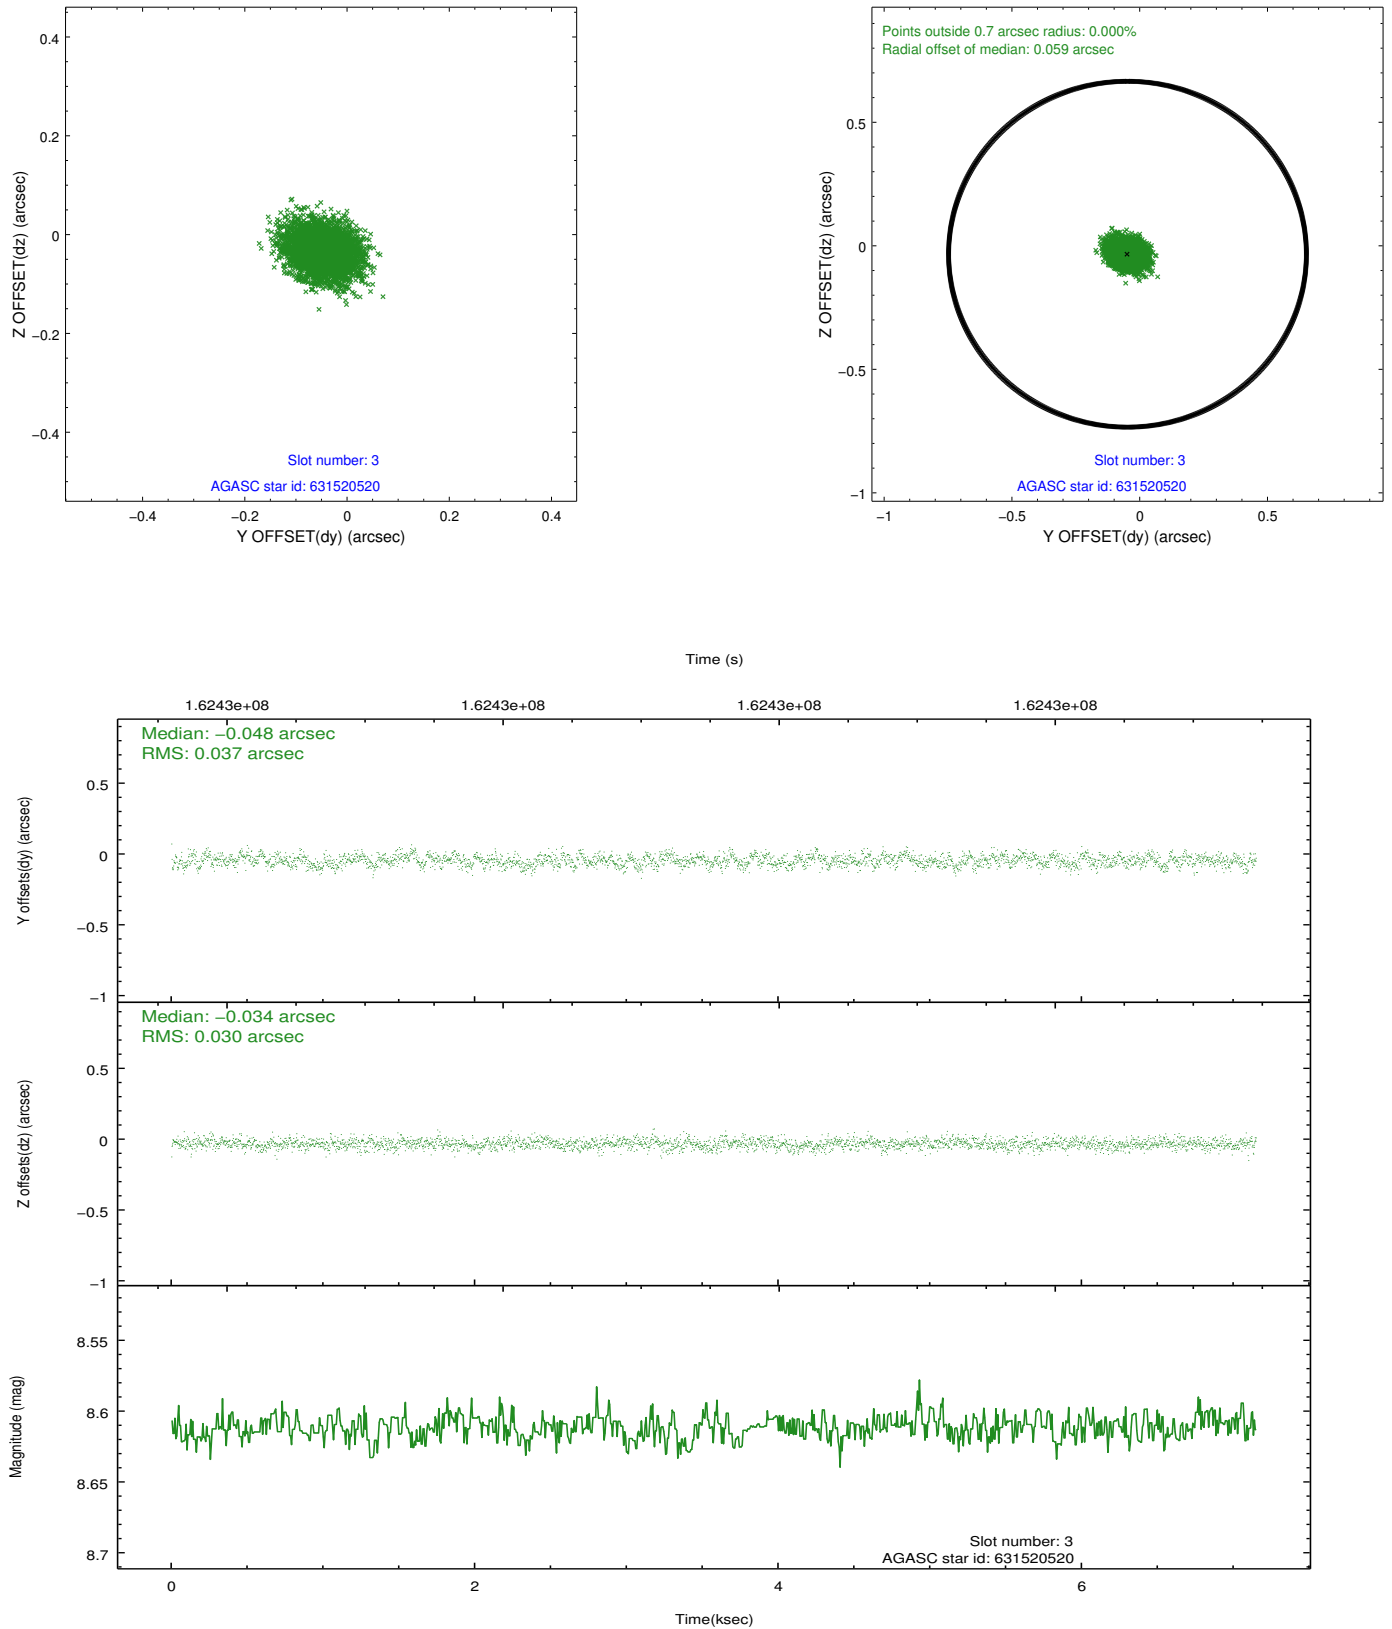 0.4
0.2
0
−0.2
−0.4
Z OFFSET(dz) (arcsec)
Slot number: 3
AGASC star id: 631520520
−0.4
−0.2
0
0.2
0.4
Y OFFSET(dy) (arcsec)
Points outside 0.7 arcsec radius: 0.000%
Radial offset of median: 0.059 arcsec
0.5
0
−0.5
−1
Z OFFSET(dz) (arcsec)
Slot number: 3
AGASC star id: 631520520
−1
−0.5
0
0.5
Y OFFSET(dy) (arcsec)
Time (s)
1.6243e+08
1.6243e+08
1.6243e+08
1.6243e+08
Median: −0.048 arcsec
RMS: 0.037 arcsec
0.5
0
−0.5
−1
Y offsets(dy) (arcsec)
Median: −0.034 arcsec
RMS: 0.030 arcsec
0.5
0
−0.5
−1
Z offsets(dz) (arcsec)
8.55
8.6
8.65
8.7
Magnitude (mag)
Slot number: 3
AGASC star id: 631520520
0
2
4
6
Time(ksec)